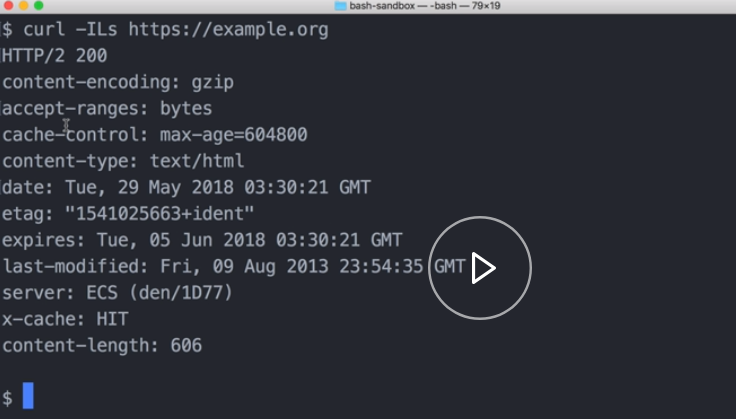 bash-sandbox — -bash — 79×19
$ curl -ILs https://example.org
HTTP/2 200
content-encoding: gzip
accept-ranges: bytes
cache-control: max-age=604800
content-type: text/html
date: Tue, 29 May 2018 03:30:21 GMT
etag: "1541025663+ident"
expires: Tue, 05 Jun 2018 03:30:21 GMT
last-modified: Fri, 09 Aug 2013 23:54:35 GMT
server: ECS (den/1D77)
x-cache: HIT
content-length: 606
$